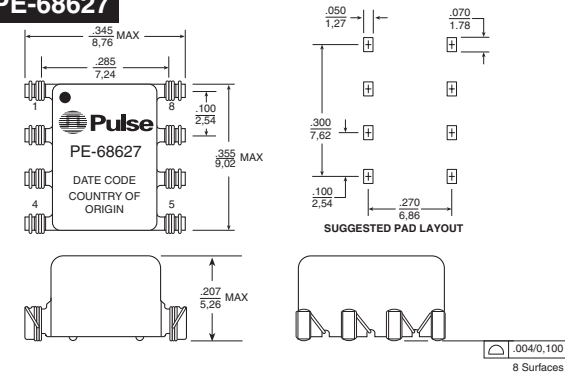 PE-68627
.345
8,76
MAX
.285
7,24
1
8
.100
2,54
Pulse
PE-68627
DATE CODE
COUNTRY OF
ORIGIN
4
5
.355
9,02
MAX
.050
1,27
.070
1.78
.300
7,62
.100
2,54
.270
6,86
SUGGESTED PAD LAYOUT
.207
5,26
MAX
.004/0,100
8 Surfaces